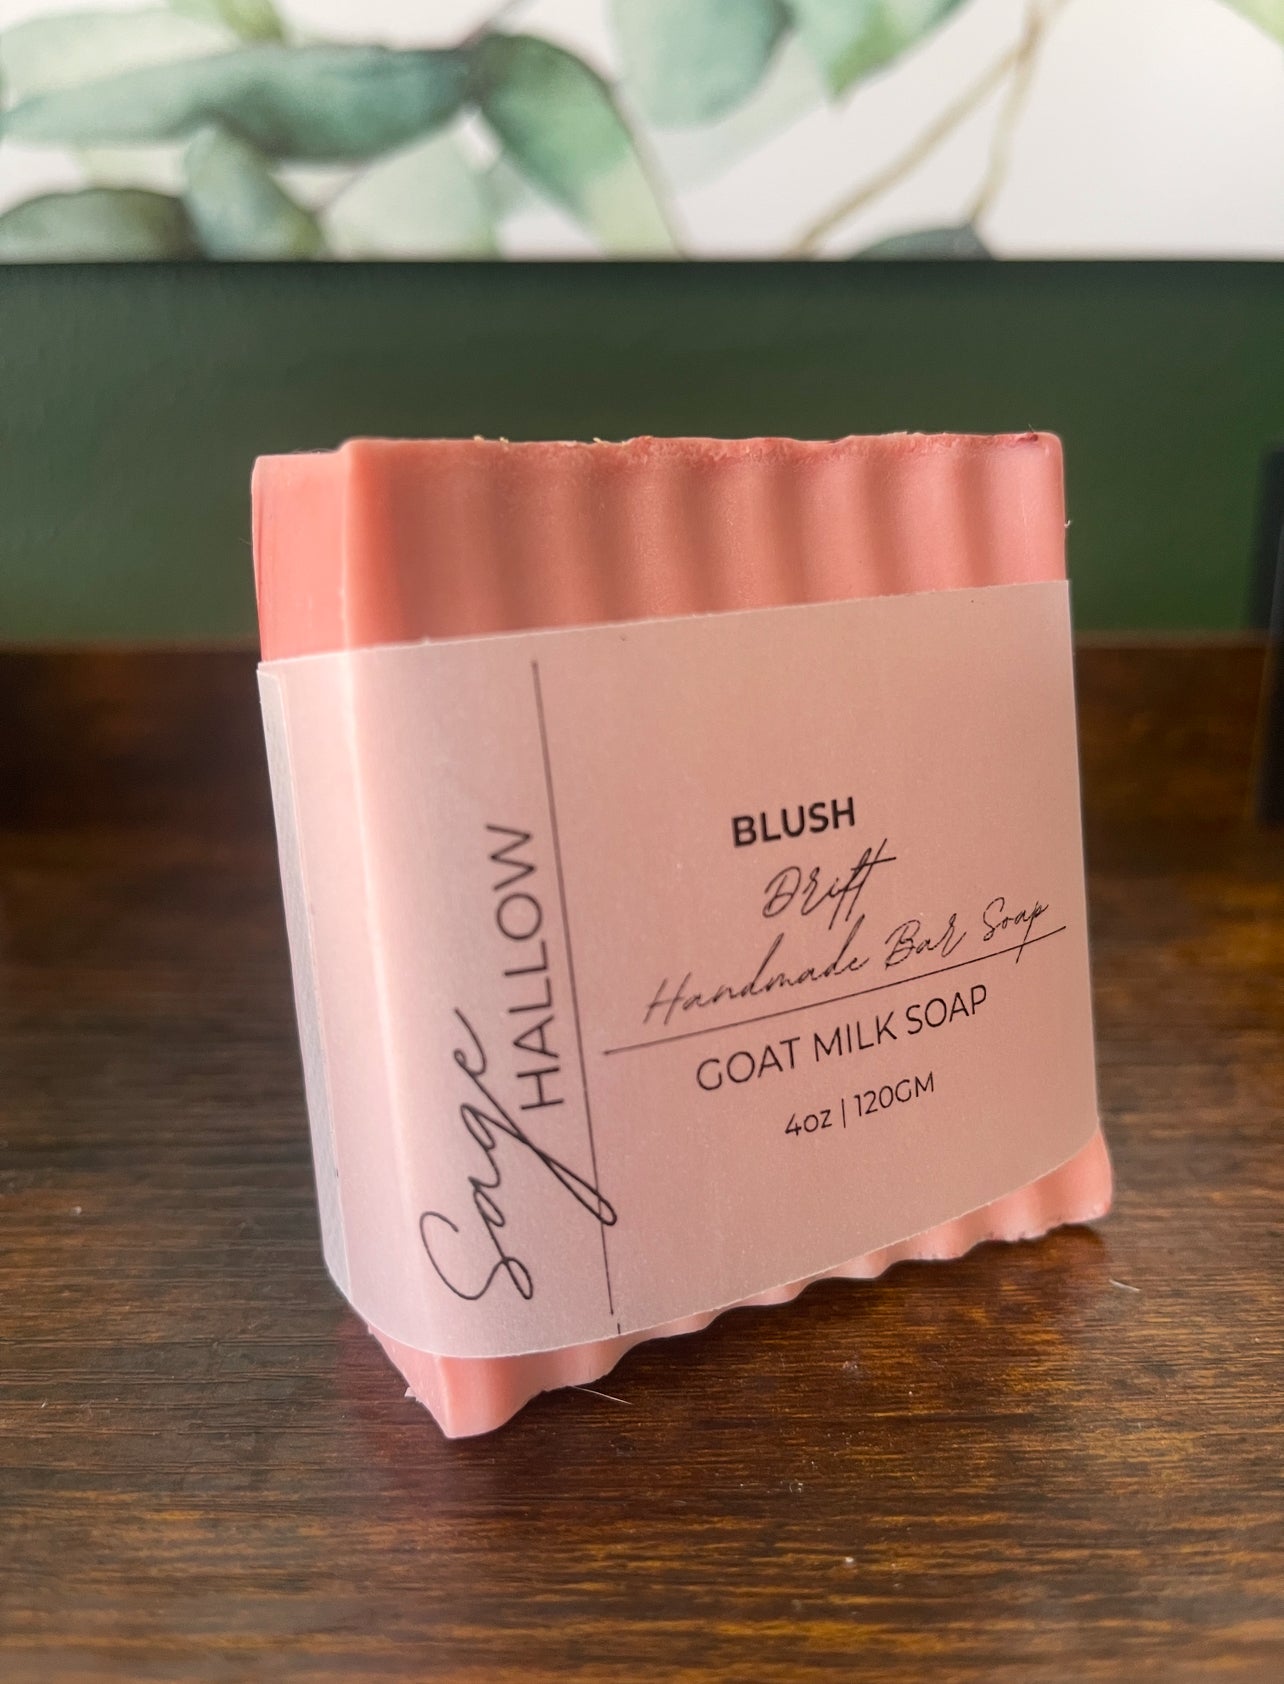 Sage
HALLOW
BLUSH
Drift
Handmade Bar Soap
GOAT MILK SOAP
4oz | 120GM